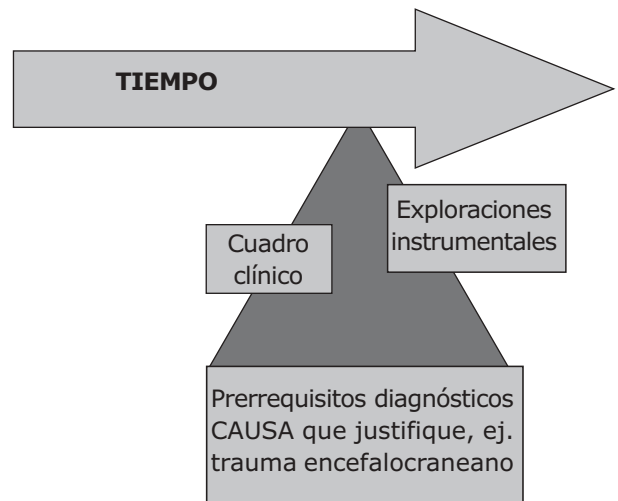 TIEMPO
Exploraciones
instrumentales
Cuadro
clínico
Prerrequisitos diagnósticos
CAUSA que justifique, ej.
trauma encefalocraneano